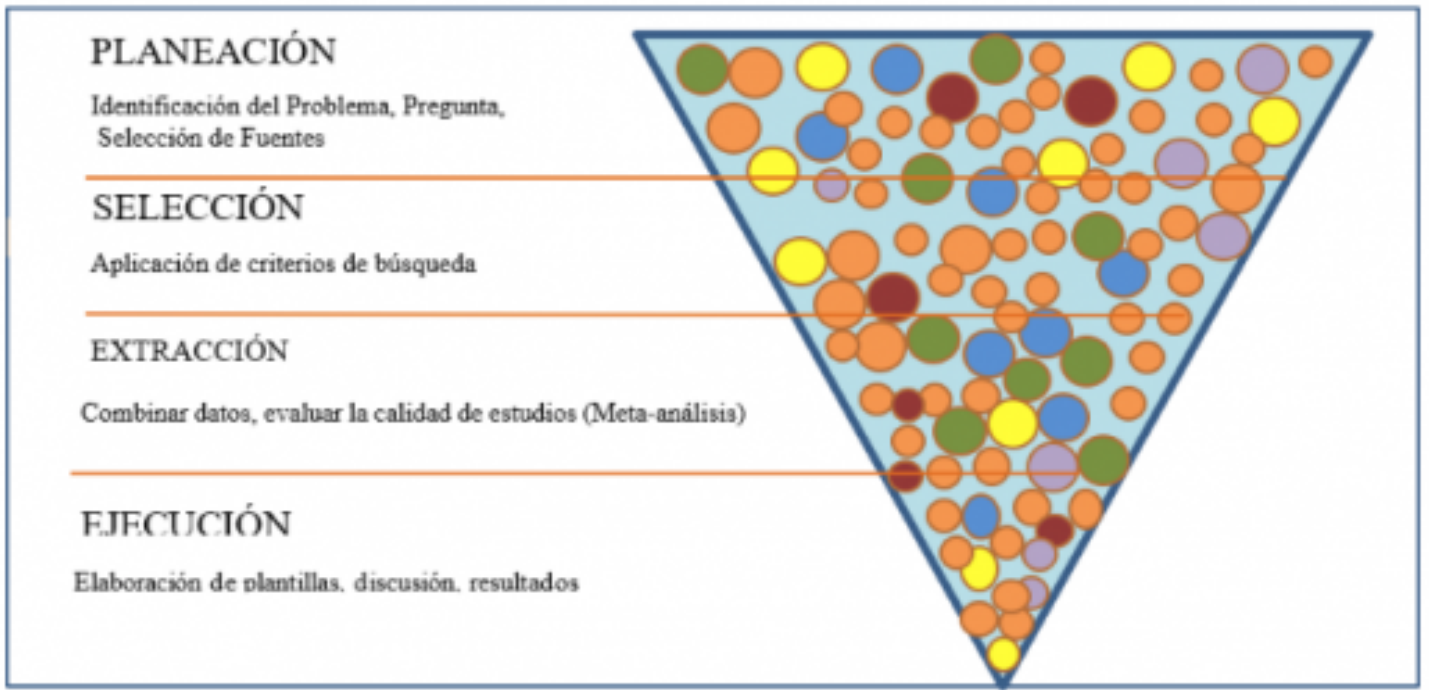 PLANEACIÓN
Identificación del Problema, Pregunta,
Selección de Fuentes
SELECCIÓN
Aplicación de criterios de búsqueda
EXTRACCIÓN
Combinar datos, evaluar la calidad de estudios (Meta-análisis)
EJECUCIÓN
Elaboración de plantillas, discusión, resultados